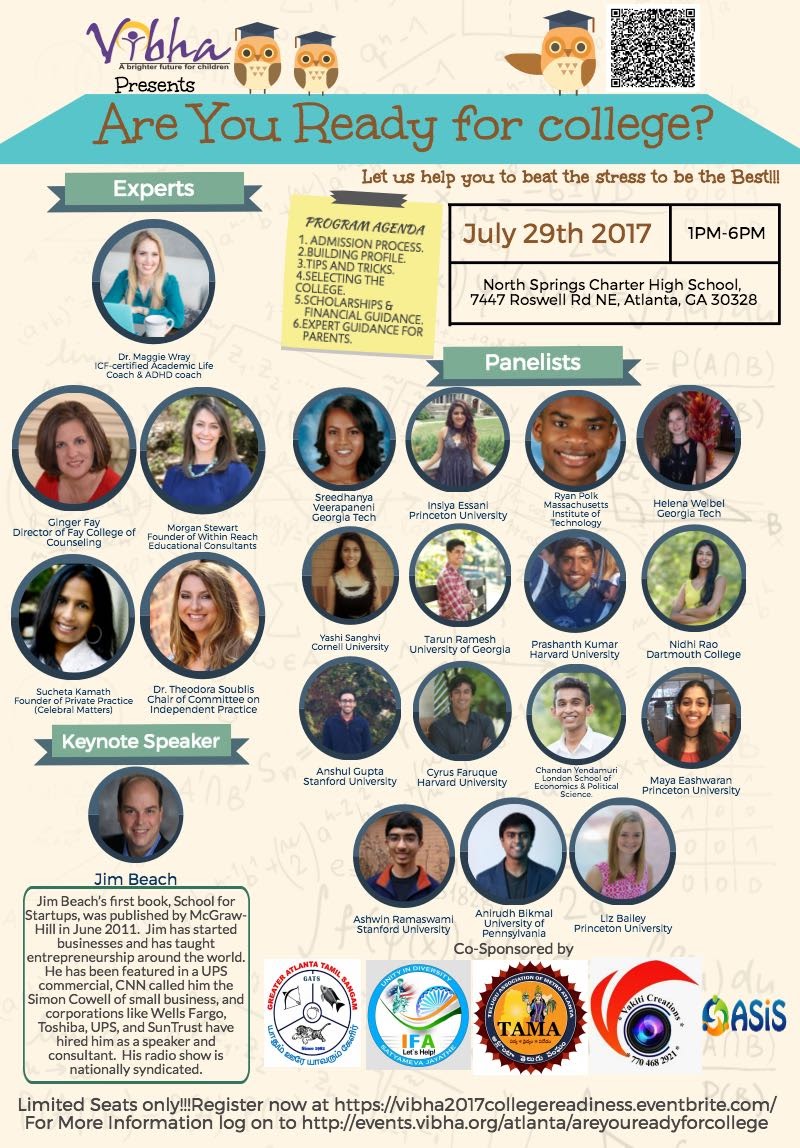 Vibha
A brighter future for children
Presents
Are You Ready for college?
Let us help you to beat the stress to be the Best!!!
Experts
PROGRAM AGENDA
1. ADMISSION PROCESS.
2.BUILDING PROFILE.
3.TIPS AND TRICKS.
4.SELECTING THE
COLLEGE.
5.SCHOLARSHIPS &
FINANCIAL GUIDANCE.
6.EXPERT GUIDANCE FOR
PARENTS.
July 29th 2017
1PM-6PM
North Springs Charter High School,
7447 Roswell Rd NE, Atlanta, GA 30328
Dr. Maggie Wray
ICF-certified Academic Life
Coach & ADHD coach
Ginger Fay
Director of Fay College of
Counseling
Morgan Stewart
Founder of Within Reach
Educational Consultants
Sucheta Kamath
Founder of Private Practice
(Celebral Matters)
Dr. Theodora Soublis
Chair of Committee on
Independent Practice
Panelists
Sreedhanya
Veerapaneni
Georgia Tech
Insiya Essani
Princeton University
Ryan Polk
Massachusetts
Institute of
Technology
Helena Weibel
Georgia Tech
Yashi Sanghvi
Cornell University
Tarun Ramesh
University of Georgia
Prashanth Kumar
Harvard University
Nidhi Rao
Dartmouth College
Anshul Gupta
Stanford University
Cyrus Faruque
Harvard University
Chandan Yendamuri
London School of
Economics & Political
Science.
Maya Eashwaran
Princeton University
Ashwin Ramaswami
Stanford University
Anirudh Bikmal
University of
Pennsylvania
Liz Bailey
Princeton University
Keynote Speaker
Jim Beach
Jim Beach's first book, School for
Startups, was published by McGraw-
Hill in June 2011. Jim has started
businesses and has taught
entrepreneurship around the world.
He has been featured in a UPS
commercial, CNN called him the
Simon Cowell of small business, and
corporations like Wells Fargo,
Toshiba, UPS, and SunTrust have
hired him as a speaker and
consultant. His radio show is
nationally syndicated.
Co-Sponsored by
GREATER ATLANTA TAMIL SANGAM
GATS
Since 1982
யாதும் ஊரே யாவரும் கேளிர்
UNITY IN DIVERSITY
IFA
Let's Help!
SATYAMEVA JAYATHE
TELUGU ASSOCIATION OF METRO ATLANTA
TAMA
Vakiti Creations
* 770 468 2921 *
OASiS
Limited Seats only!!!Register now at https://vibha2017collegereadiness.eventbrite.com/
For More Information log on to http://events.vibha.org/atlanta/areyoureadyforcollege